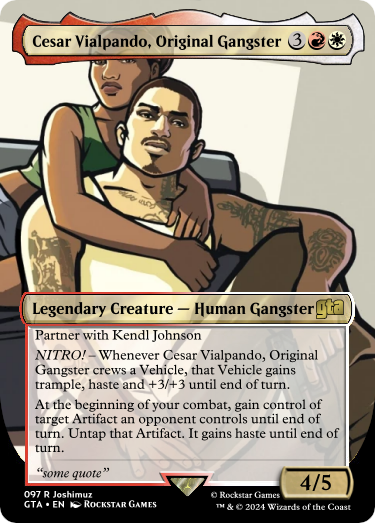 Cesar Vialpando, Original Gangster 3
Legendary Creature — Human Gangster gta
Partner with Kendl Johnson
NITRO! – Whenever Cesar Vialpando, Original
Gangster crews a Vehicle, that Vehicle gains
trample, haste and +3/+3 until end of turn.
At the beginning of your combat, gain control of
target Artifact an opponent controls until end of
turn. Untap that Artifact. It gains haste until end of
turn.
“some quote”
4/5
097 R Joshimuz
GTA • EN ROCKSTAR GAMES
© Rockstar Games
™ & © 2024 Wizards of the Coast